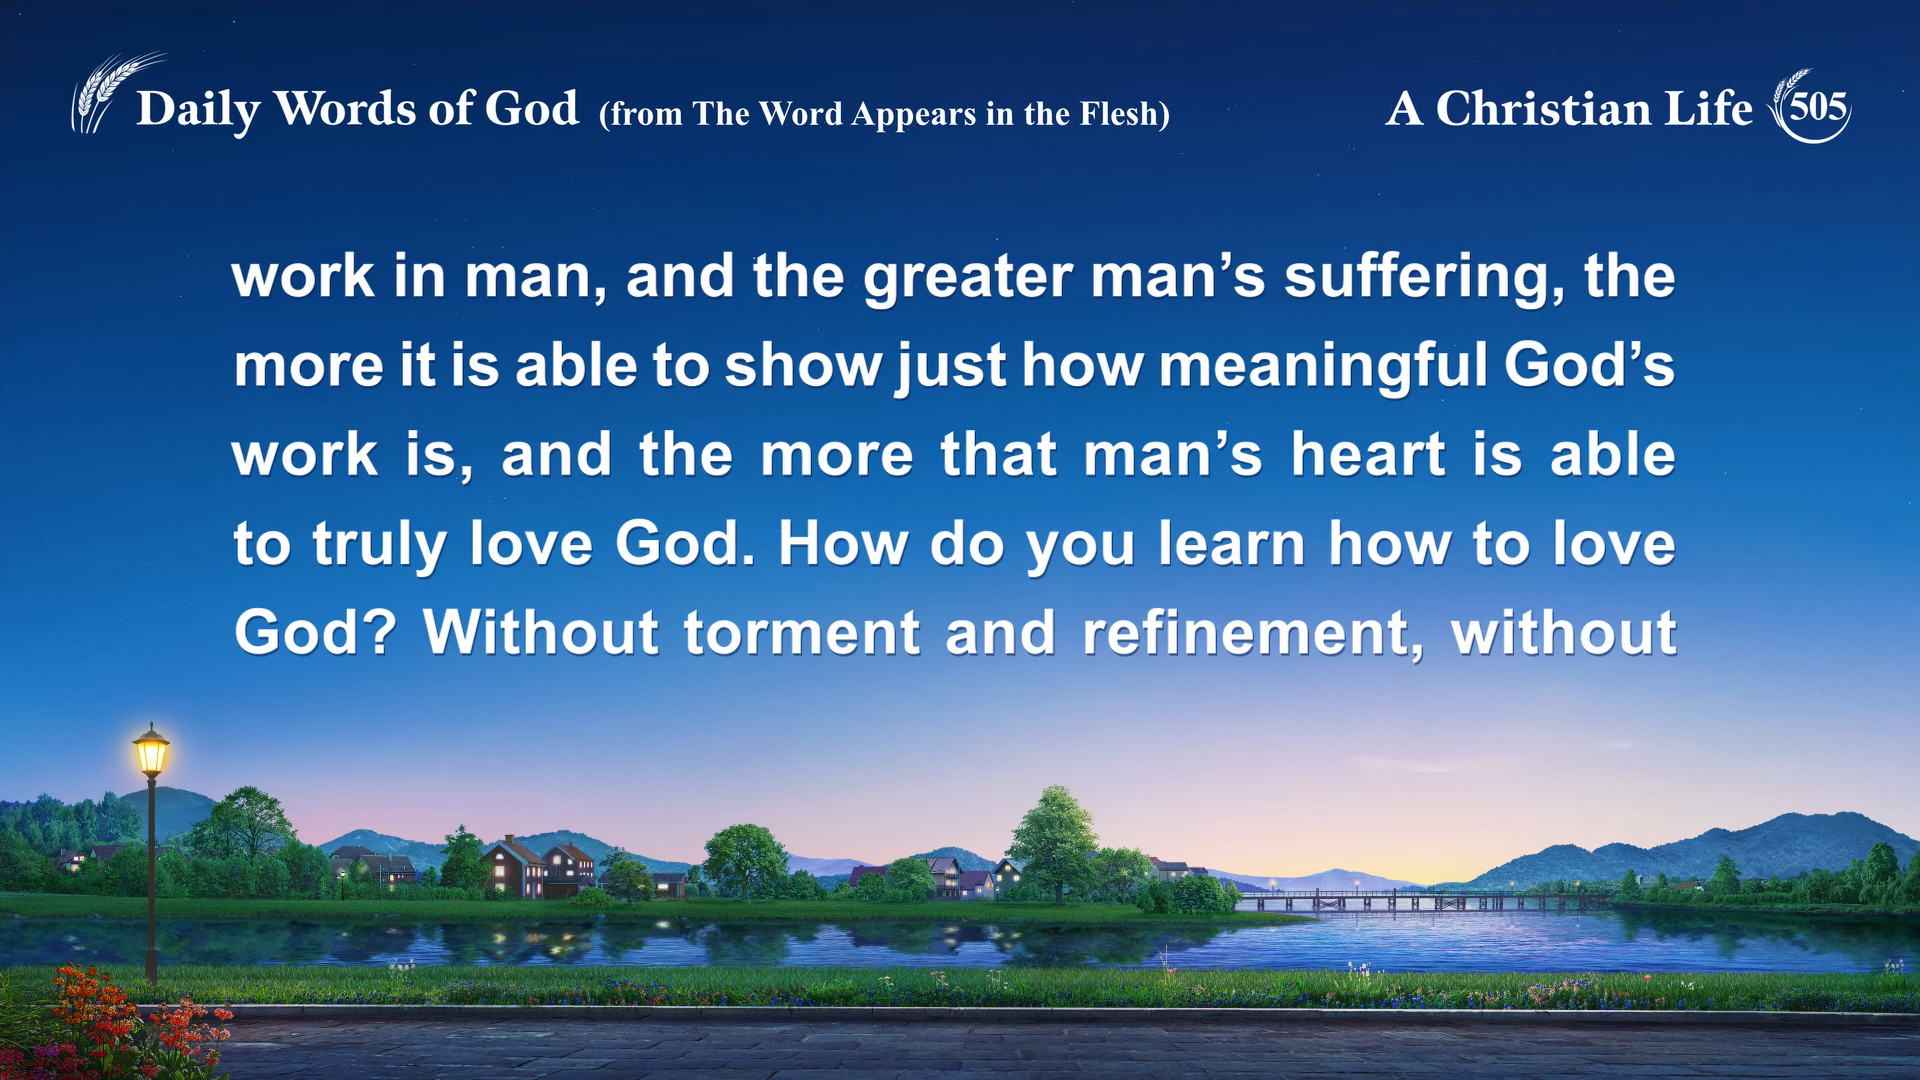 Daily Words of God (from The Word Appears in the Flesh)
A Christian Life 505
work in man, and the greater man’s suffering, the
more it is able to show just how meaningful God’s
work is, and the more that man’s heart is able
to truly love God. How do you learn how to love
God? Without torment and refinement, without